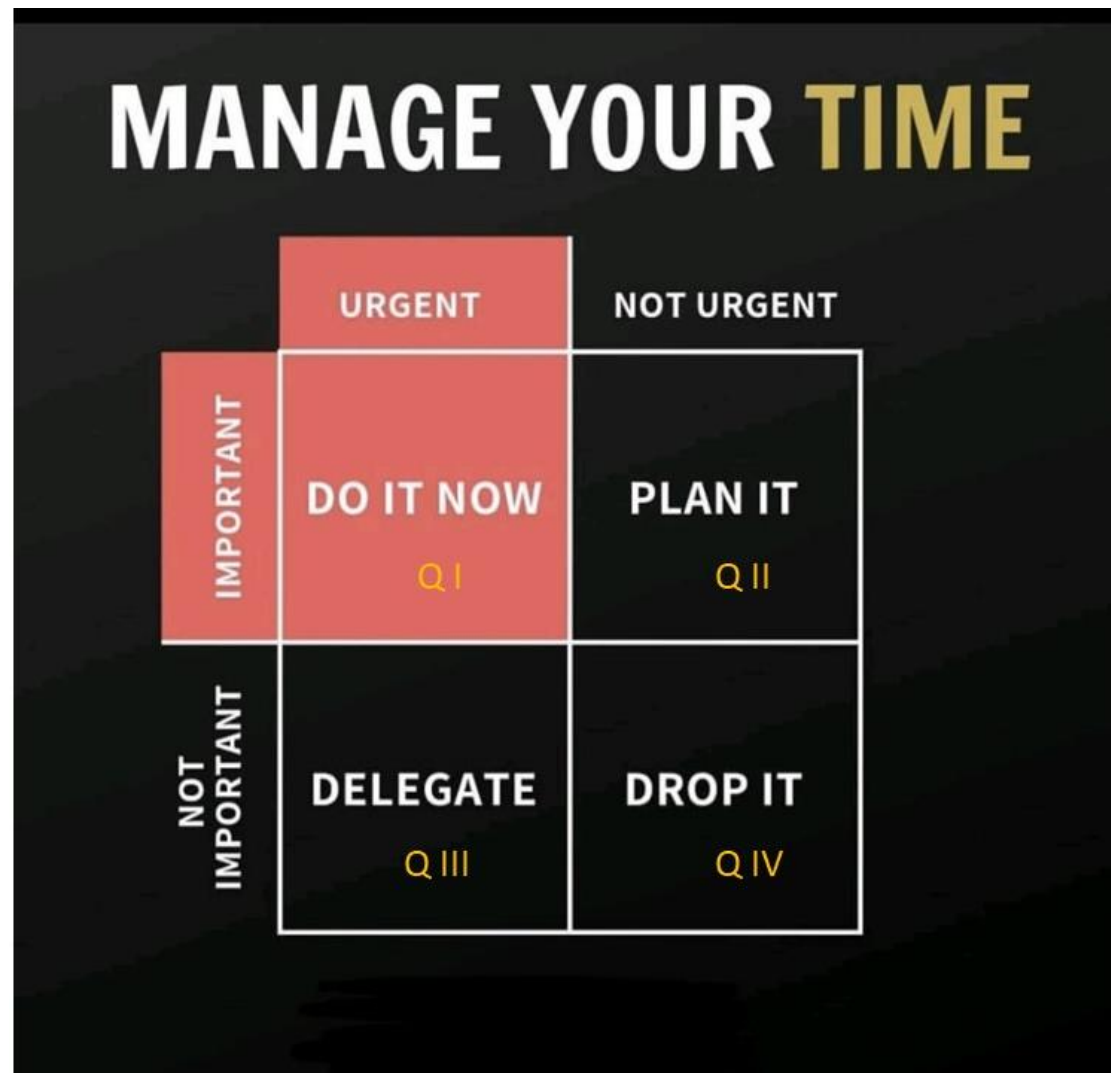 MANAGE YOUR TIME
URGENT
NOT URGENT
IMPORTANT
DO IT NOW
PLAN IT
Q I
Q II
NOT
IMPORTANT
DELEGATE
DROP IT
Q III
Q IV